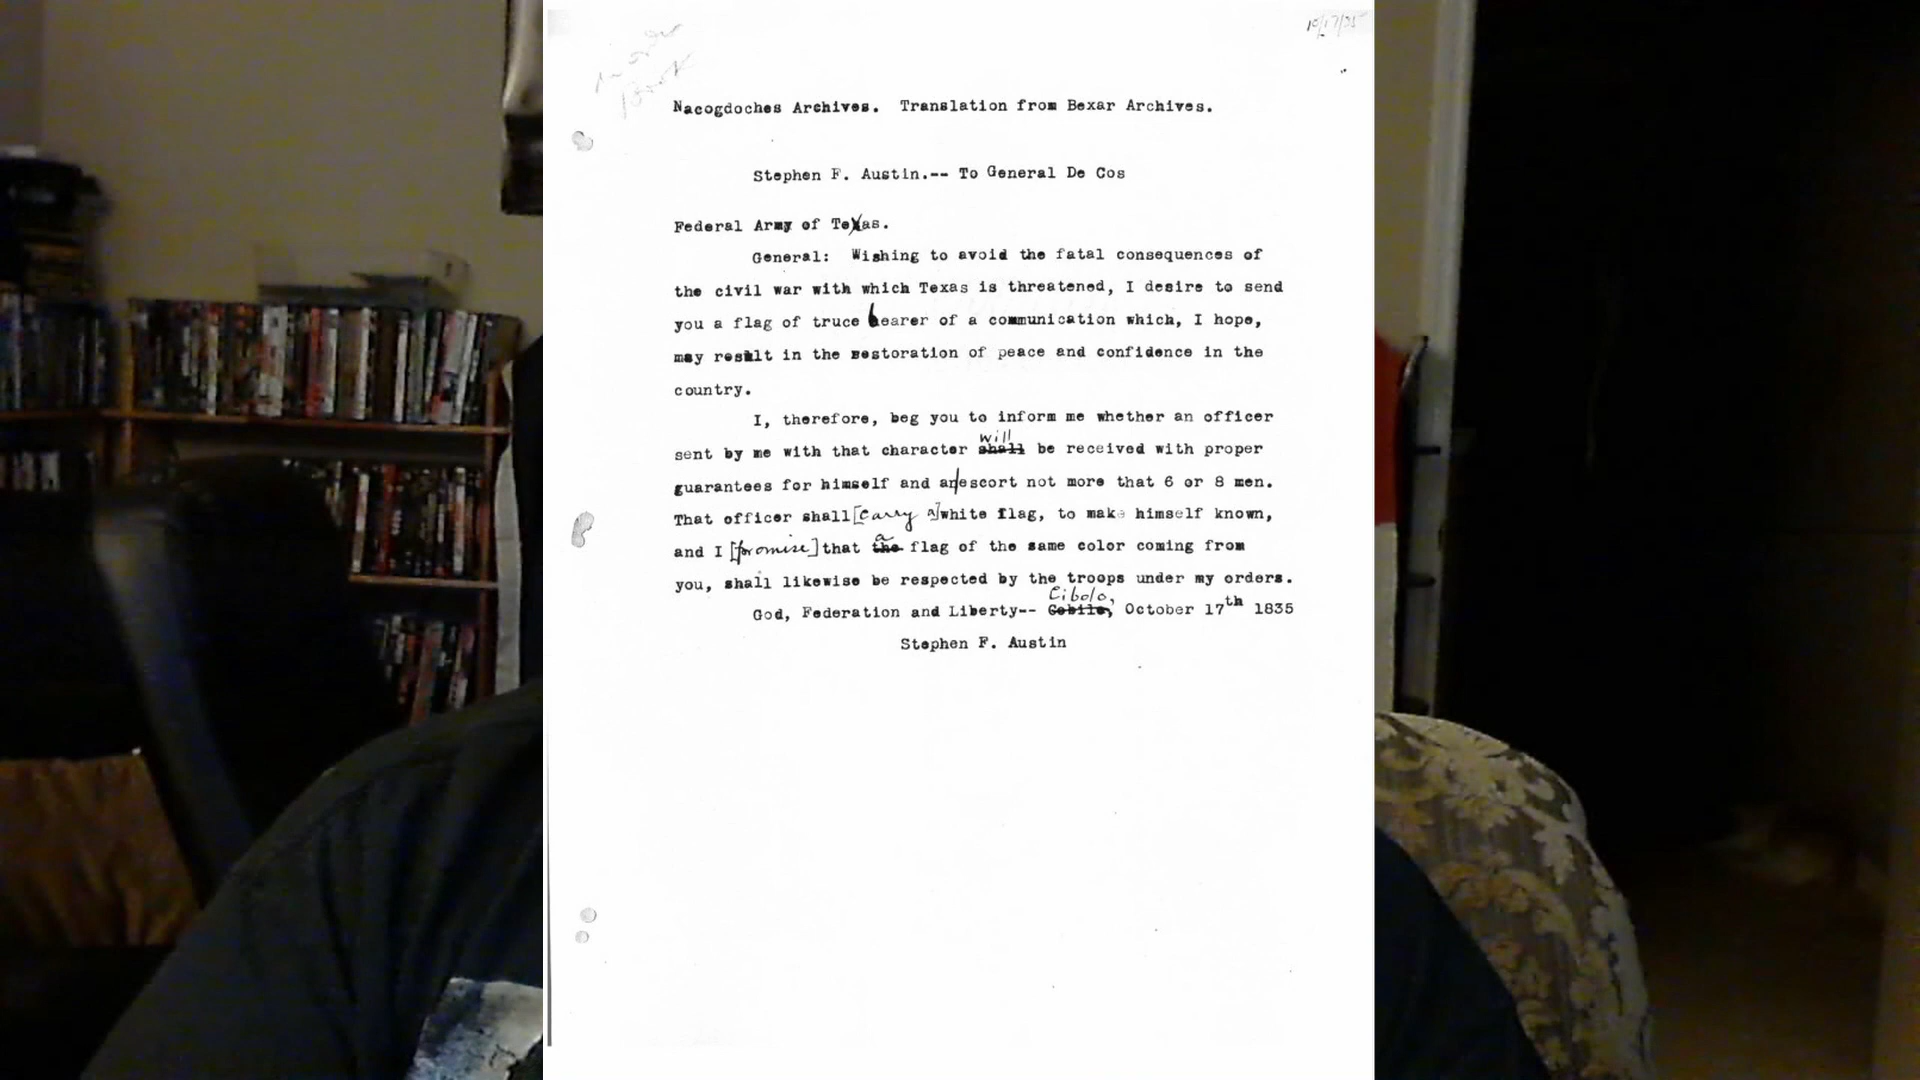 10/17/35
Nacogdoches Archives. Translation from Bexar Archives.
Stephen F. Austin.-- To General De Cos
Federal Army of Texas.
General: Wishing to avoid the fatal consequences of
the civil war with which Texas is threatened, I desire to send
you a flag of truce bearer of a communication which, I hope,
may result in the restoration of peace and confidence in the
country.
I, therefore, beg you to inform me whether an officer
will
sent by me with that character shall be received with proper
guarantees for himself and an escort not more that 6 or 8 men.
That officer shall [carry a] white flag, to make himself known,
a
and I [promise] that the flag of the same color coming from
you, shall likewise be respected by the troops under my orders.
Cibolo,
God, Federation and Liberty-- Gobilo, October 17th 1835
Stephen F. Austin